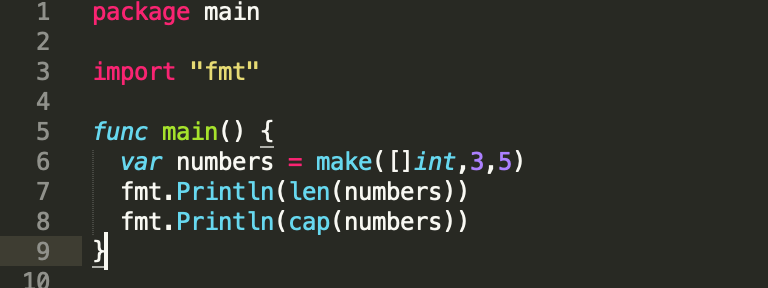 1 package main
2
3 import "fmt"
4
5 func main() {
6   var numbers = make([]int,3,5)
7   fmt.Println(len(numbers))
8   fmt.Println(cap(numbers))
9 }
10